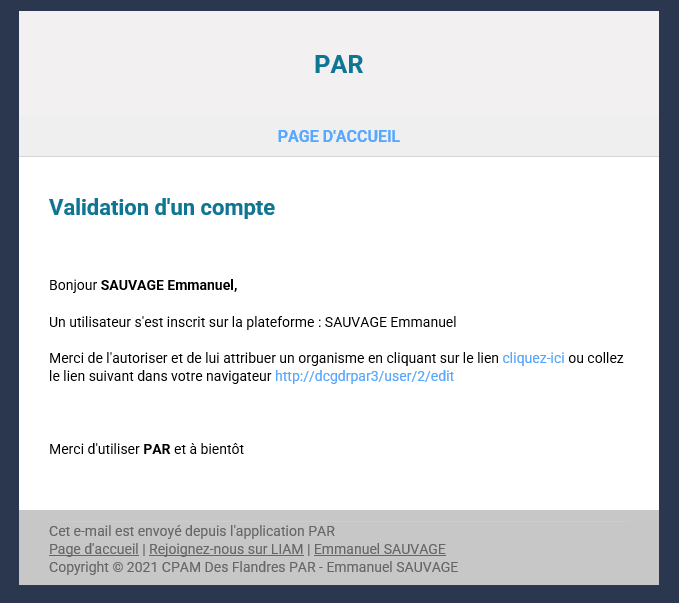 PAR
PAGE D'ACCUEIL
Validation d'un compte
Bonjour SAUVAGE Emmanuel,
Un utilisateur s'est inscrit sur la plateforme : SAUVAGE Emmanuel
Merci de l'autoriser et de lui attribuer un organisme en cliquant sur le lien cliquez-ici ou collez
le lien suivant dans votre navigateur http://dcgdrpar3/user/2/edit
Merci d'utiliser PAR et à bientôt
Cet e-mail est envoyé depuis l'application PAR
Page d'accueil | Rejoignez-nous sur LIAM | Emmanuel SAUVAGE
Copyright © 2021 CPAM Des Flandres PAR - Emmanuel SAUVAGE